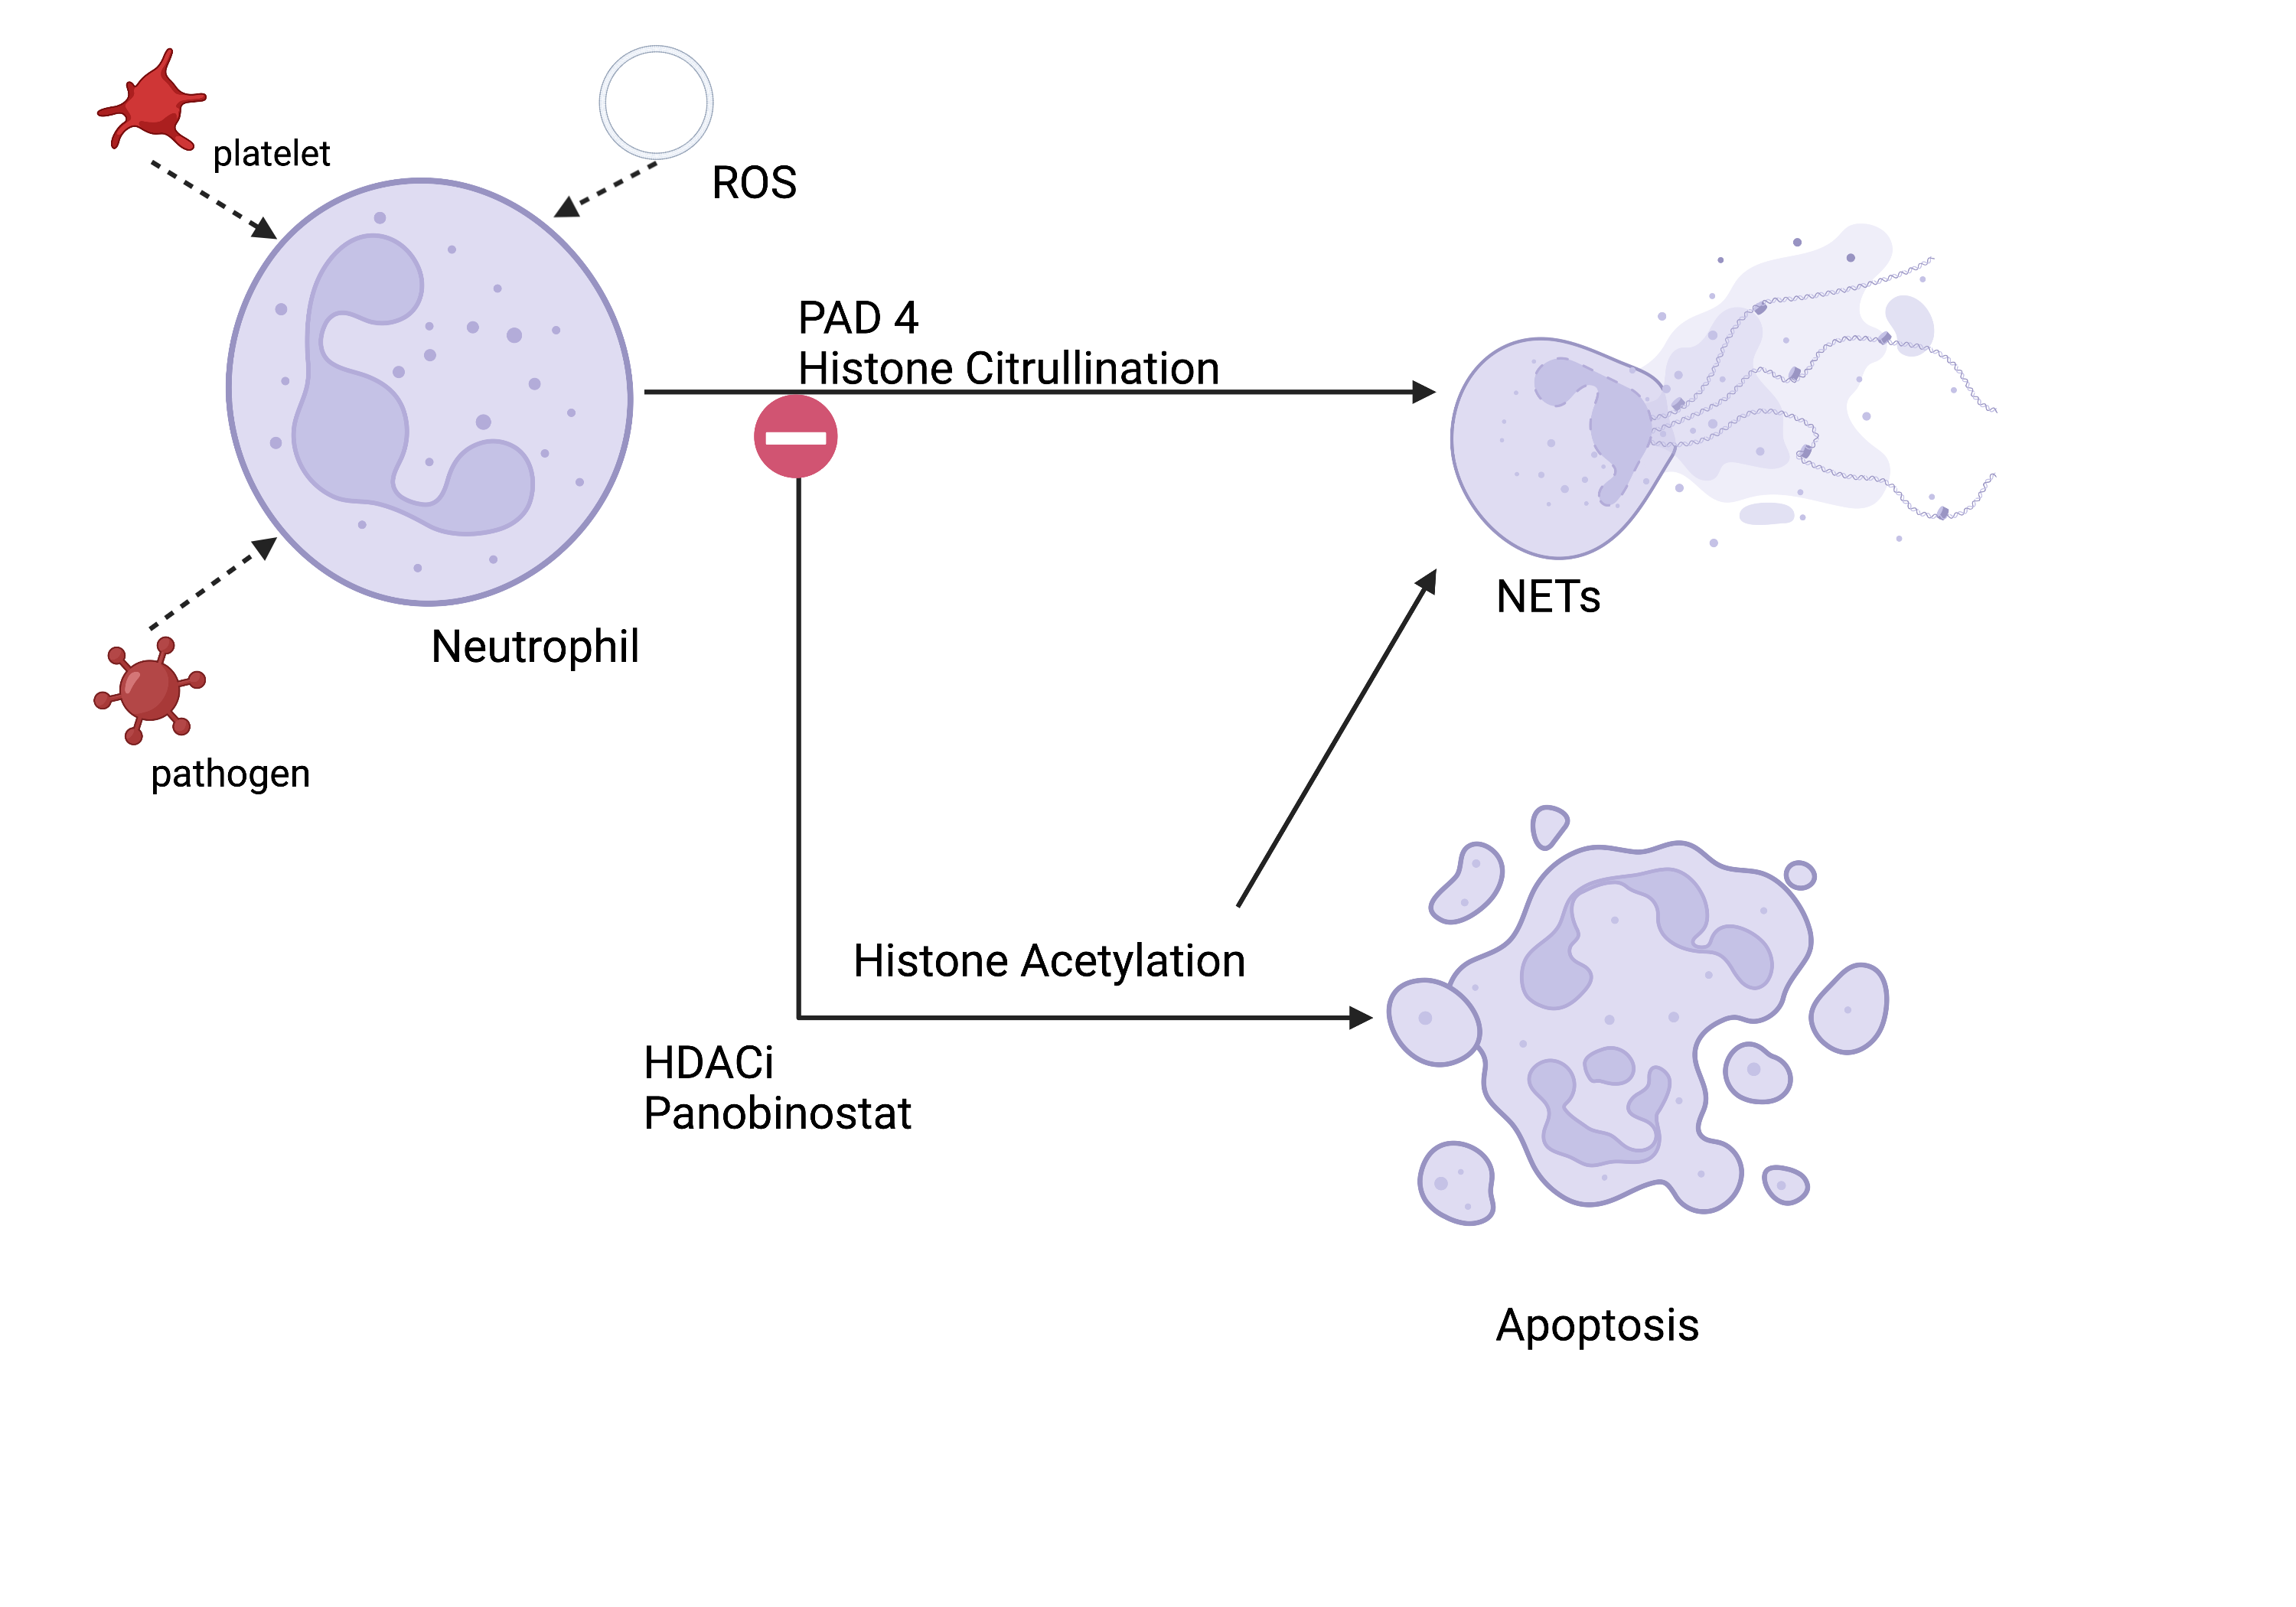 platelet
ROS
PAD 4
Histone Citrullination
NETs
Neutrophil
pathogen
Histone Acetylation
HDACi
Panobinostat
Apoptosis